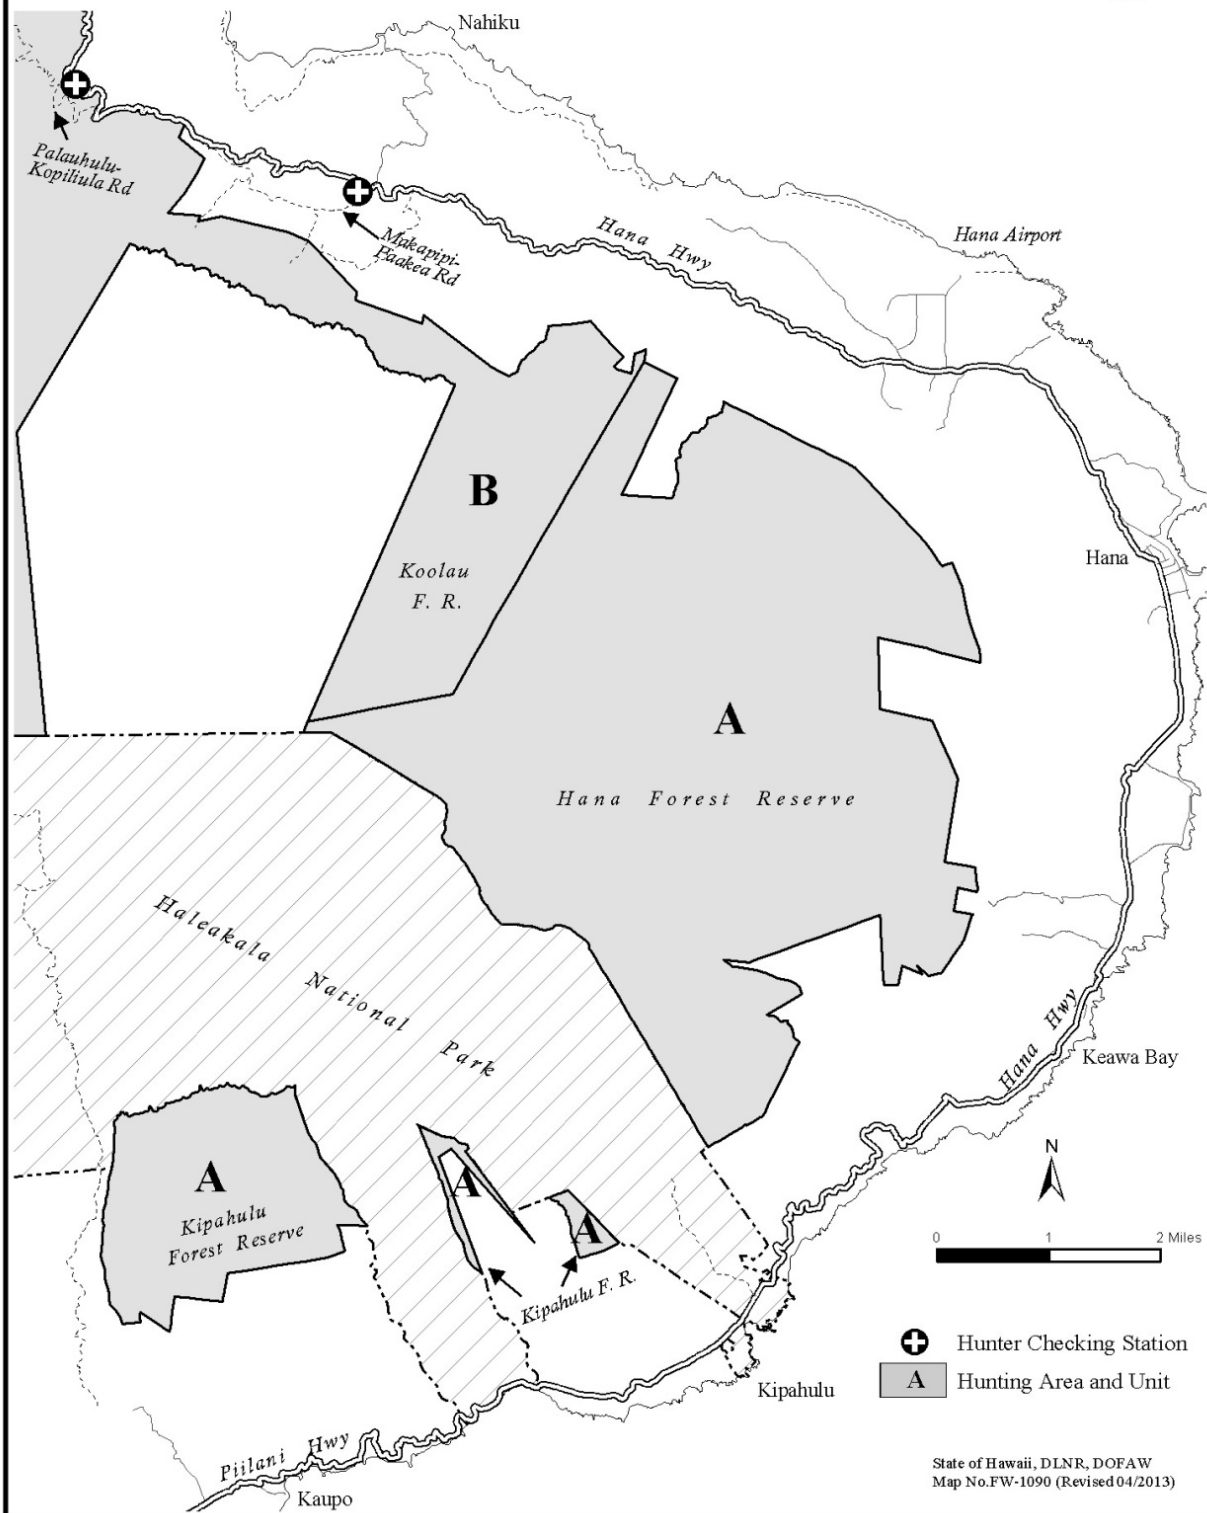 Nahiku
Palauhulu-
Kopiliula Rd
Makapipi-
Paakea Rd
Hana Hwy
Hana Airport
B
Koolau
F. R.
Hana
A
Hana Forest Reserve
Haleakala National Park
Hana Hwy
Keawa Bay
N
A
Kipahulu
Forest Reserve
A
A
Kipahulu F. R.
0 1 2 Miles
Hunter Checking Station
A Hunting Area and Unit
Kipahulu
Piilani Hwy
Kaupo
State of Hawaii, DLNR, DOFAW
Map No.FW-1090 (Revised 04/2013)